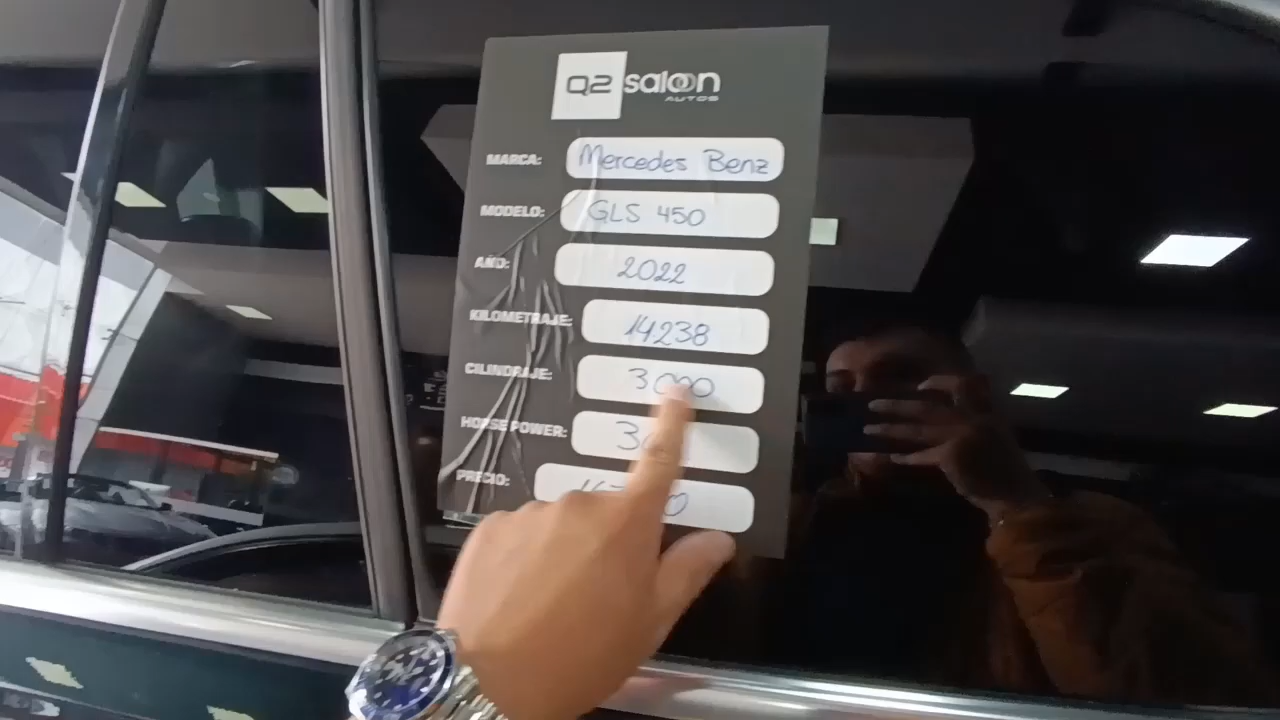 Q2 saloon
AUTOS
MARCA: Mercedes Benz
MODELO: GLS 450
AÑO: 2022
KILOMETRAJE: 14238
CILINDRAJE: 3000
HORSE POWER:
PRECIO: